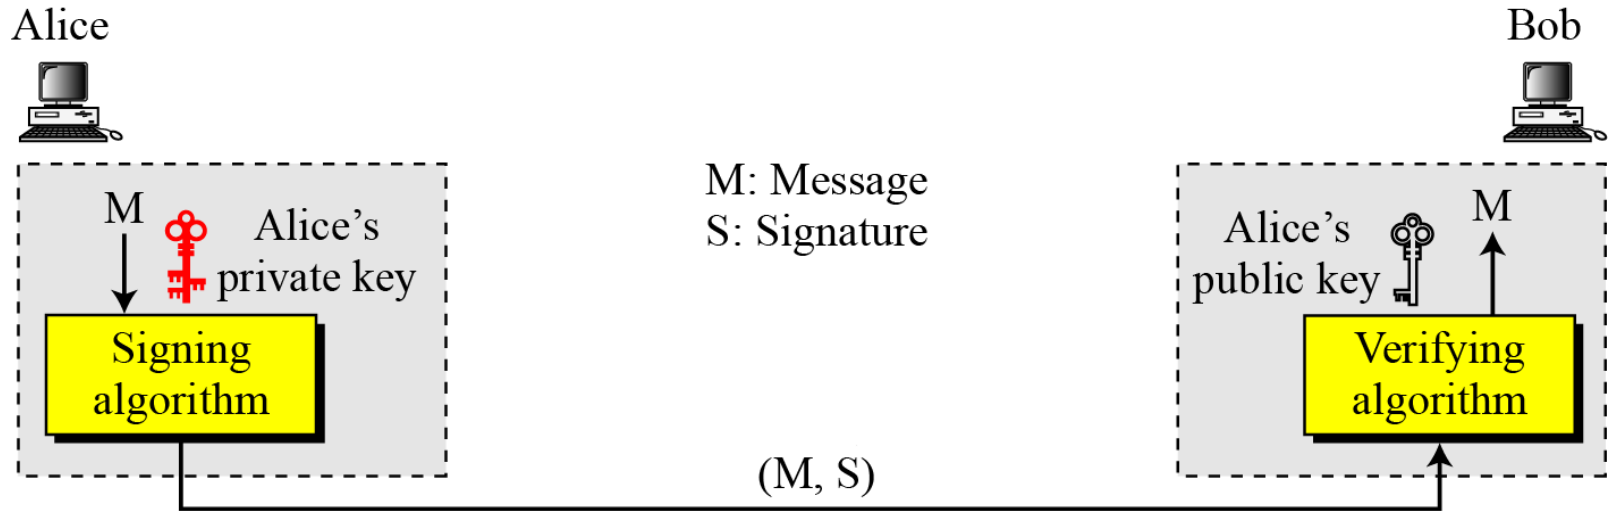 Alice
Bob
M: Message
S: Signature
M
Alice’s
private key
Signing
algorithm
Alice’s
public key
M
Verifying
algorithm
(M, S)